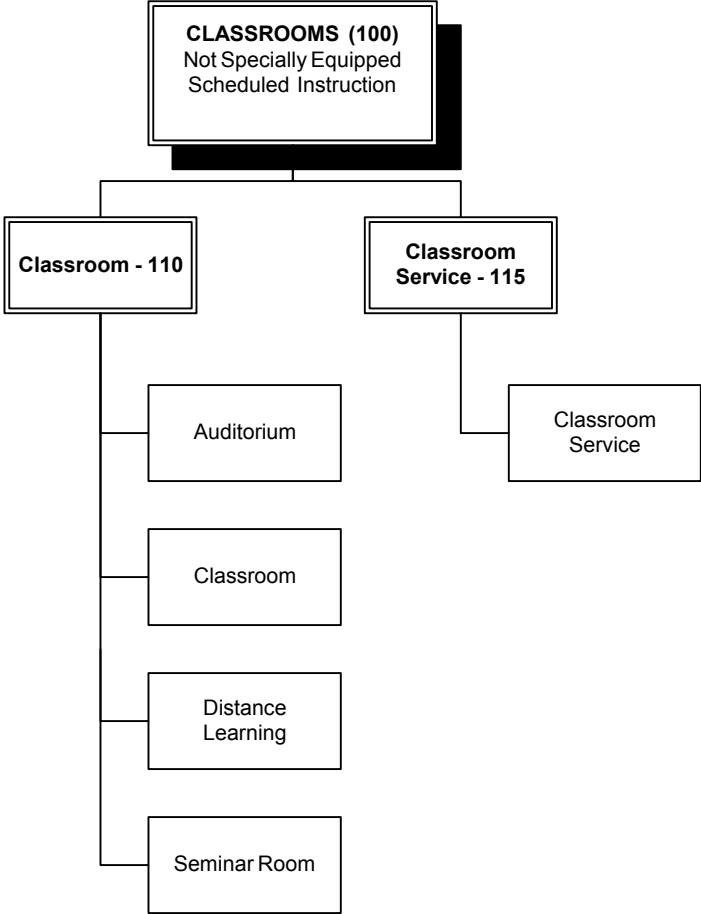 CLASSROOMS (100)
Not Specially Equipped
Scheduled Instruction
Classroom - 110
Classroom
Service - 115
Auditorium
Classroom
Service
Classroom
Distance
Learning
Seminar Room